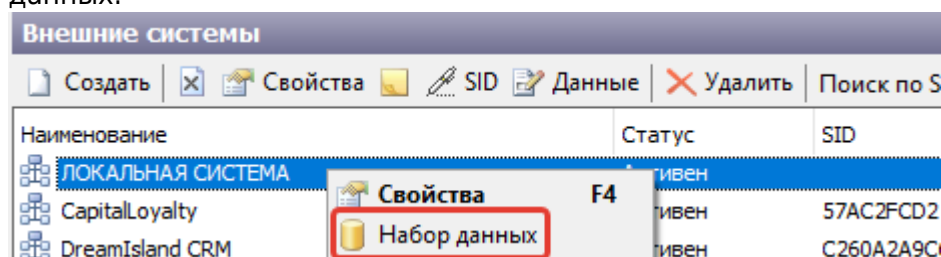 данных.
Внешние системы
Создать Свойства SID Данные Удалить Поиск по S
Наименование Статус SID
ЛОКАЛЬНАЯ СИСТЕМА
Свойства F4
CapitalLoyalty 57AC2FCD2
Набор данных
DreamIsland CRM C260A2A9C